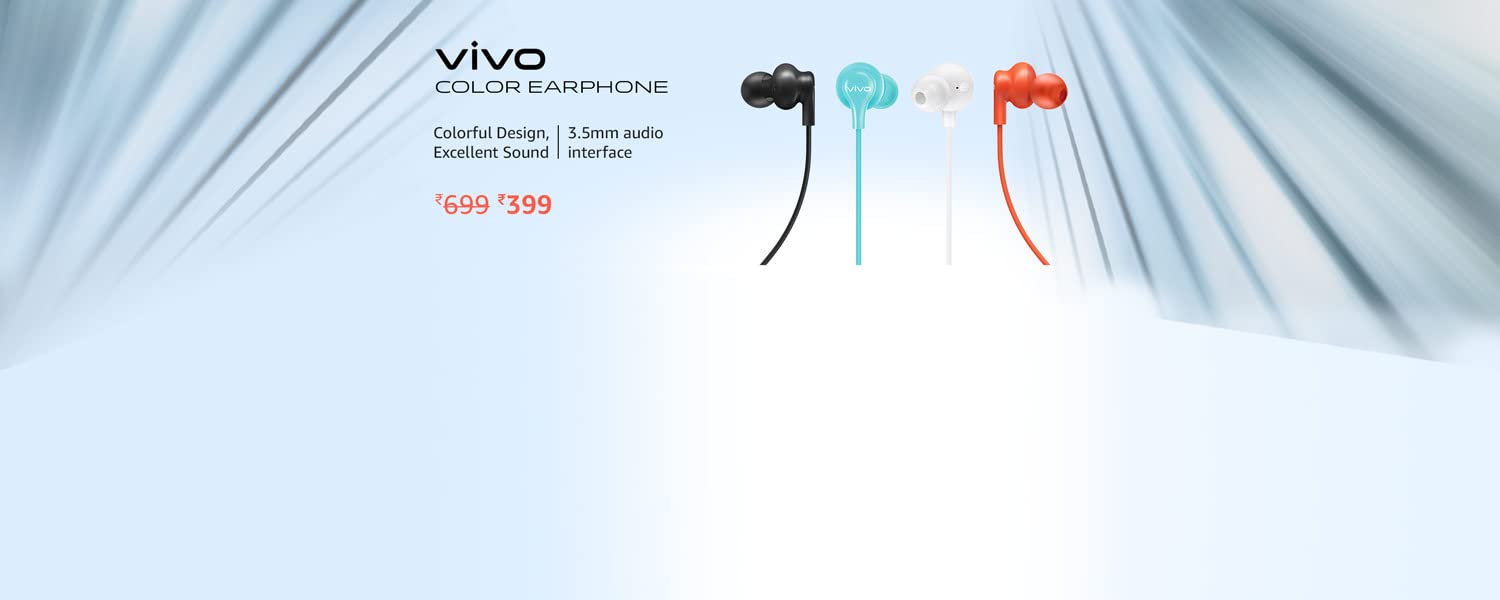 vivo
COLOR EARPHONE
Colorful Design, | 3.5mm audio
Excellent Sound | interface
₹699 ₹399
vivo